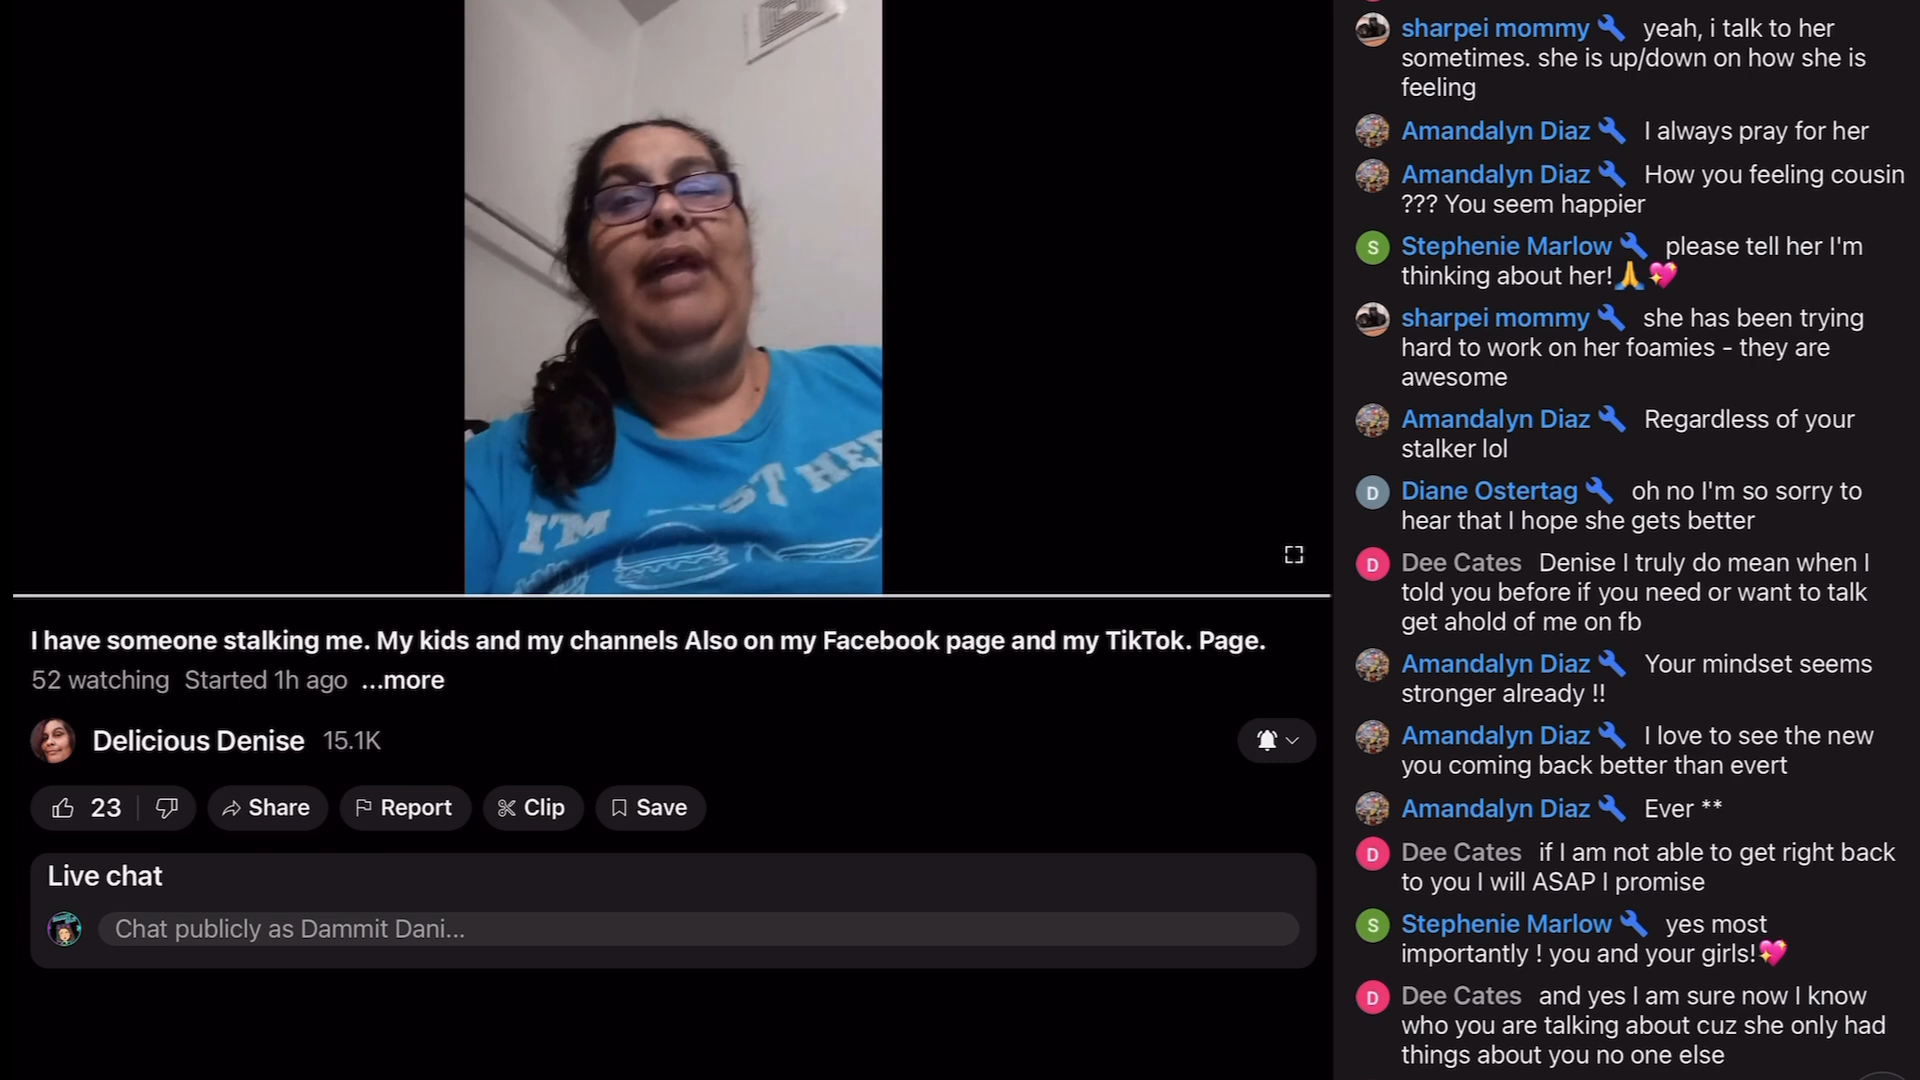 I'M JUST HER
I have someone stalking me. My kids and my channels Also on my Facebook page and my TikTok. Page.
52 watching Started 1h ago ...more
Delicious Denise 15.1K
23 Share Report Clip Save
Live chat
Chat publicly as Dammit Dani...
sharpei mommy yeah, i talk to her
sometimes. she is up/down on how she is
feeling
Amandalyn Diaz I always pray for her
Amandalyn Diaz How you feeling cousin
??? You seem happier
S Stephenie Marlow please tell her I'm
thinking about her!🙏💖
sharpei mommy she has been trying
hard to work on her foamies - they are
awesome
Amandalyn Diaz Regardless of your
stalker lol
D Diane Ostertag oh no I'm so sorry to
hear that I hope she gets better
D Dee Cates Denise I truly do mean when I
told you before if you need or want to talk
get ahold of me on fb
Amandalyn Diaz Your mindset seems
stronger already !!
Amandalyn Diaz I love to see the new
you coming back better than evert
Amandalyn Diaz Ever **
D Dee Cates if I am not able to get right back
to you I will ASAP I promise
S Stephenie Marlow yes most
importantly ! you and your girls!💖
D Dee Cates and yes I am sure now I know
who you are talking about cuz she only had
things about you no one else